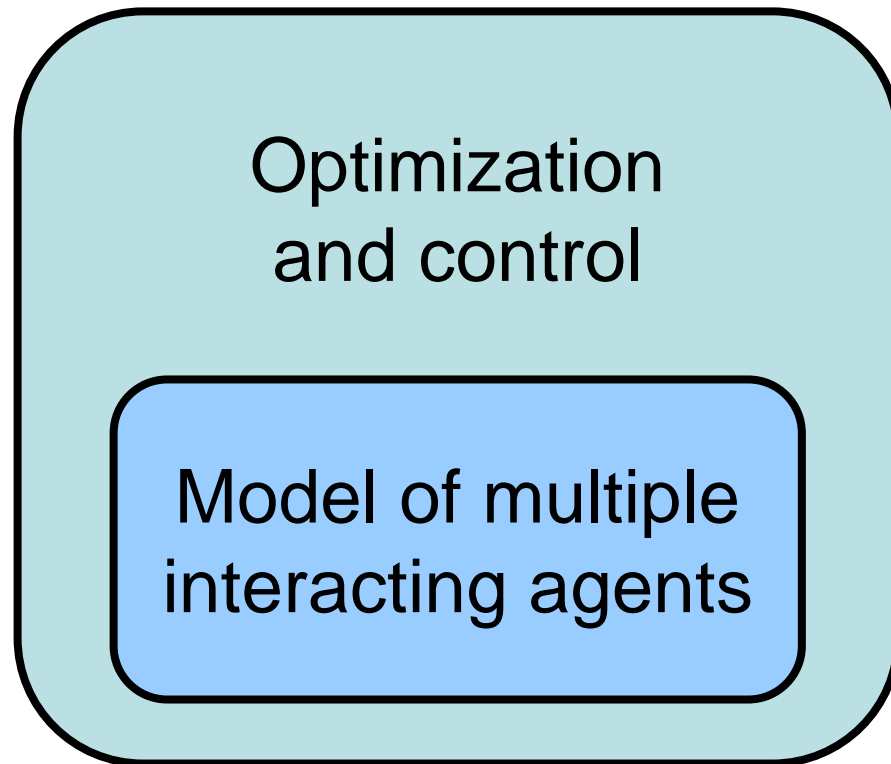 Optimization
and control
Model of multiple
interacting agents